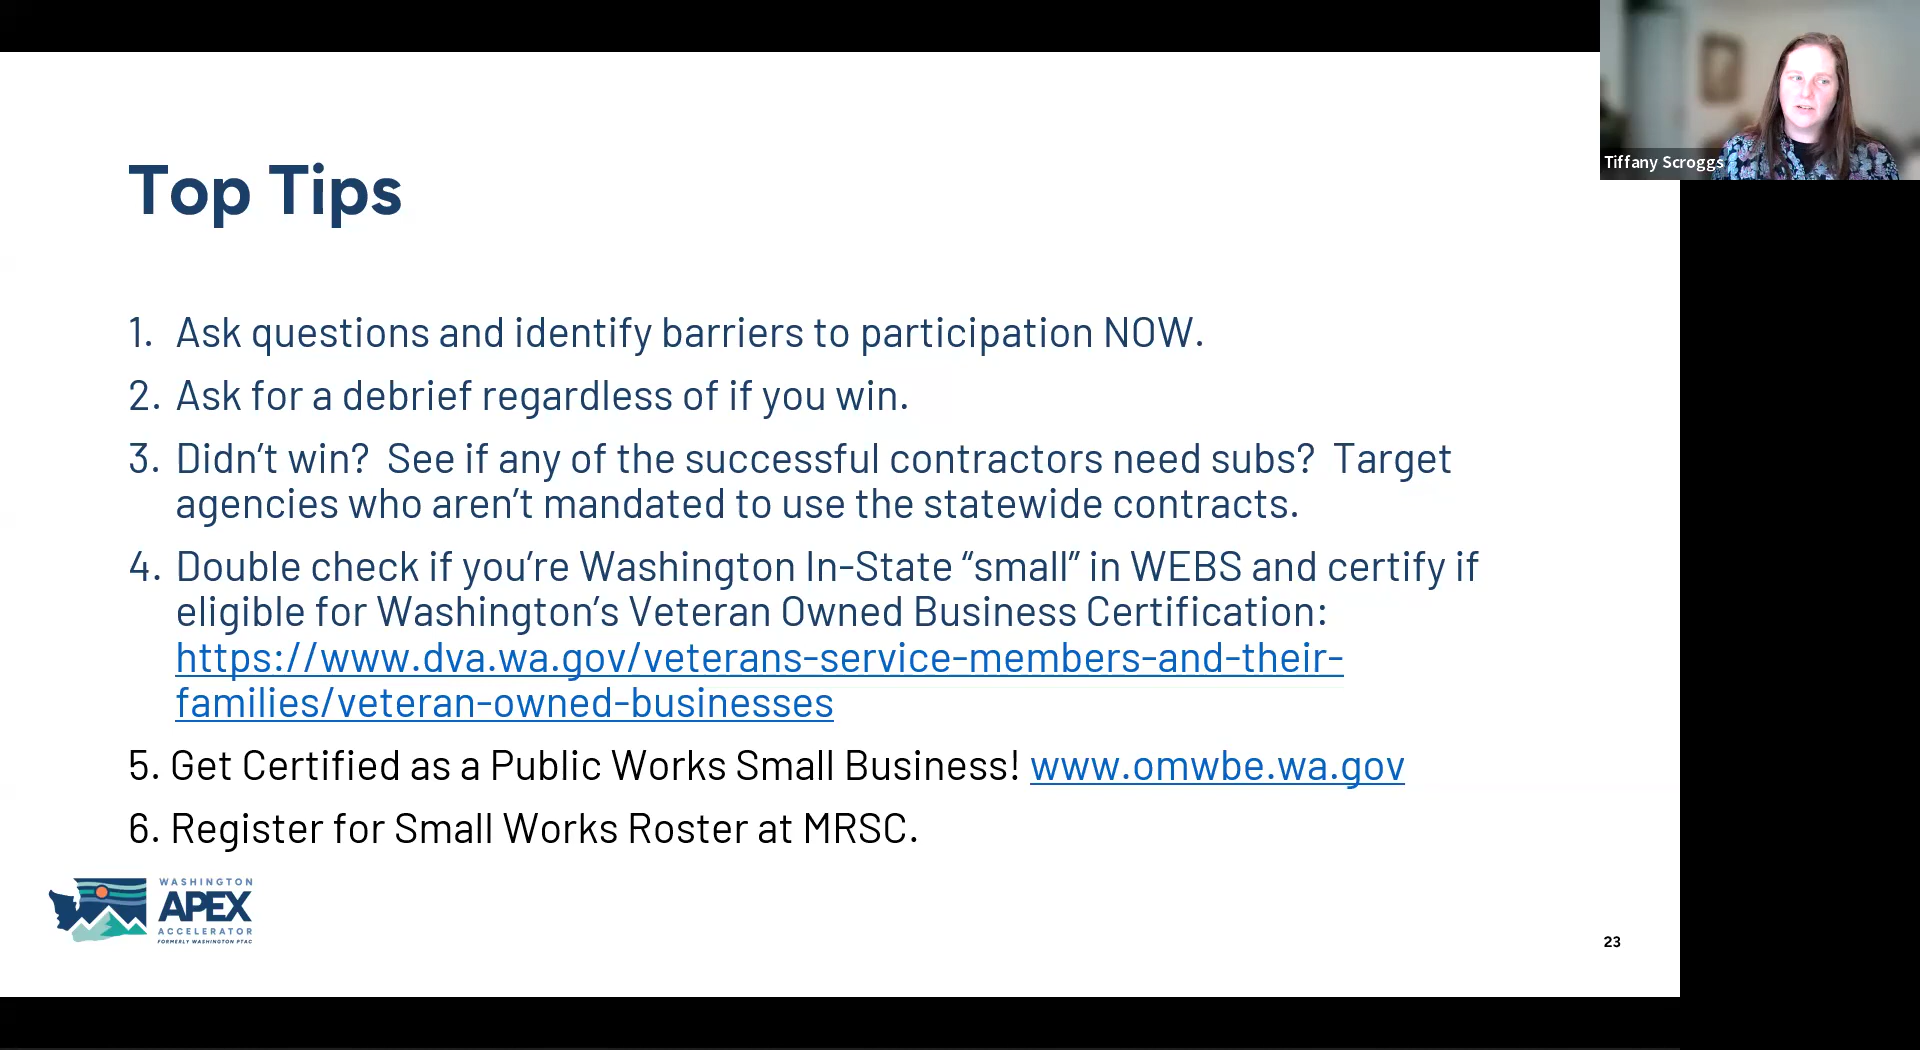 Tiffany Scroggs
Top Tips
1. Ask questions and identify barriers to participation NOW.
2. Ask for a debrief regardless of if you win.
3. Didn’t win?  See if any of the successful contractors need subs?  Target
agencies who aren’t mandated to use the statewide contracts.
4. Double check if you’re Washington In-State “small” in WEBS and certify if
eligible for Washington’s Veteran Owned Business Certification:
https://www.dva.wa.gov/veterans-service-members-and-their-
families/veteran-owned-businesses
5. Get Certified as a Public Works Small Business! www.omwbe.wa.gov
6. Register for Small Works Roster at MRSC.
WASHINGTON
APEX
ACCELERATOR
FORMERLY WASHINGTON PTAC
23